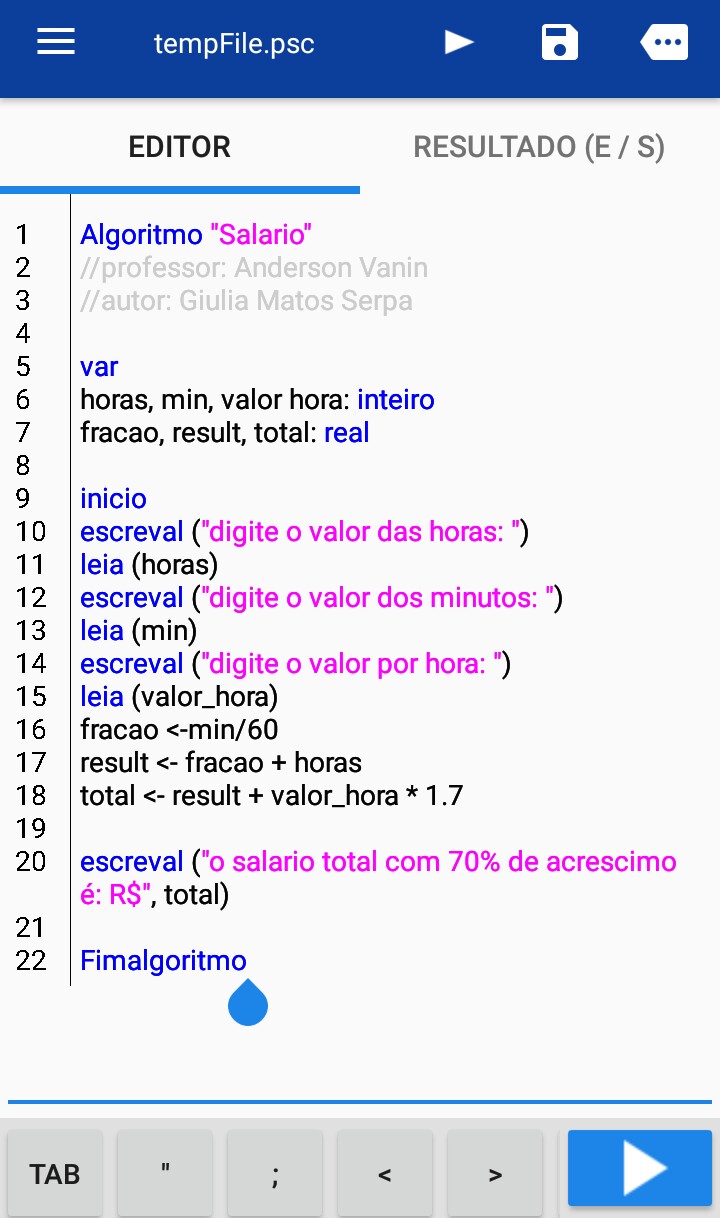 tempFile.psc
EDITOR
RESULTADO (E / S)
1 Algoritmo "Salario"
2 //professor: Anderson Vanin
3 //autor: Giulia Matos Serpa
4
5 var
6 horas, min, valor hora: inteiro
7 fracao, result, total: real
8
9 inicio
10 escreval ("digite o valor das horas: ")
11 leia (horas)
12 escreval ("digite o valor dos minutos: ")
13 leia (min)
14 escreval ("digite o valor por hora: ")
15 leia (valor_hora)
16 fracao <-min/60
17 result <- fracao + horas
18 total <- result + valor_hora * 1.7
19
20 escreval ("o salario total com 70% de acrescimo
é: R$", total)
21
22 Fimalgoritmo
TAB " ; < >